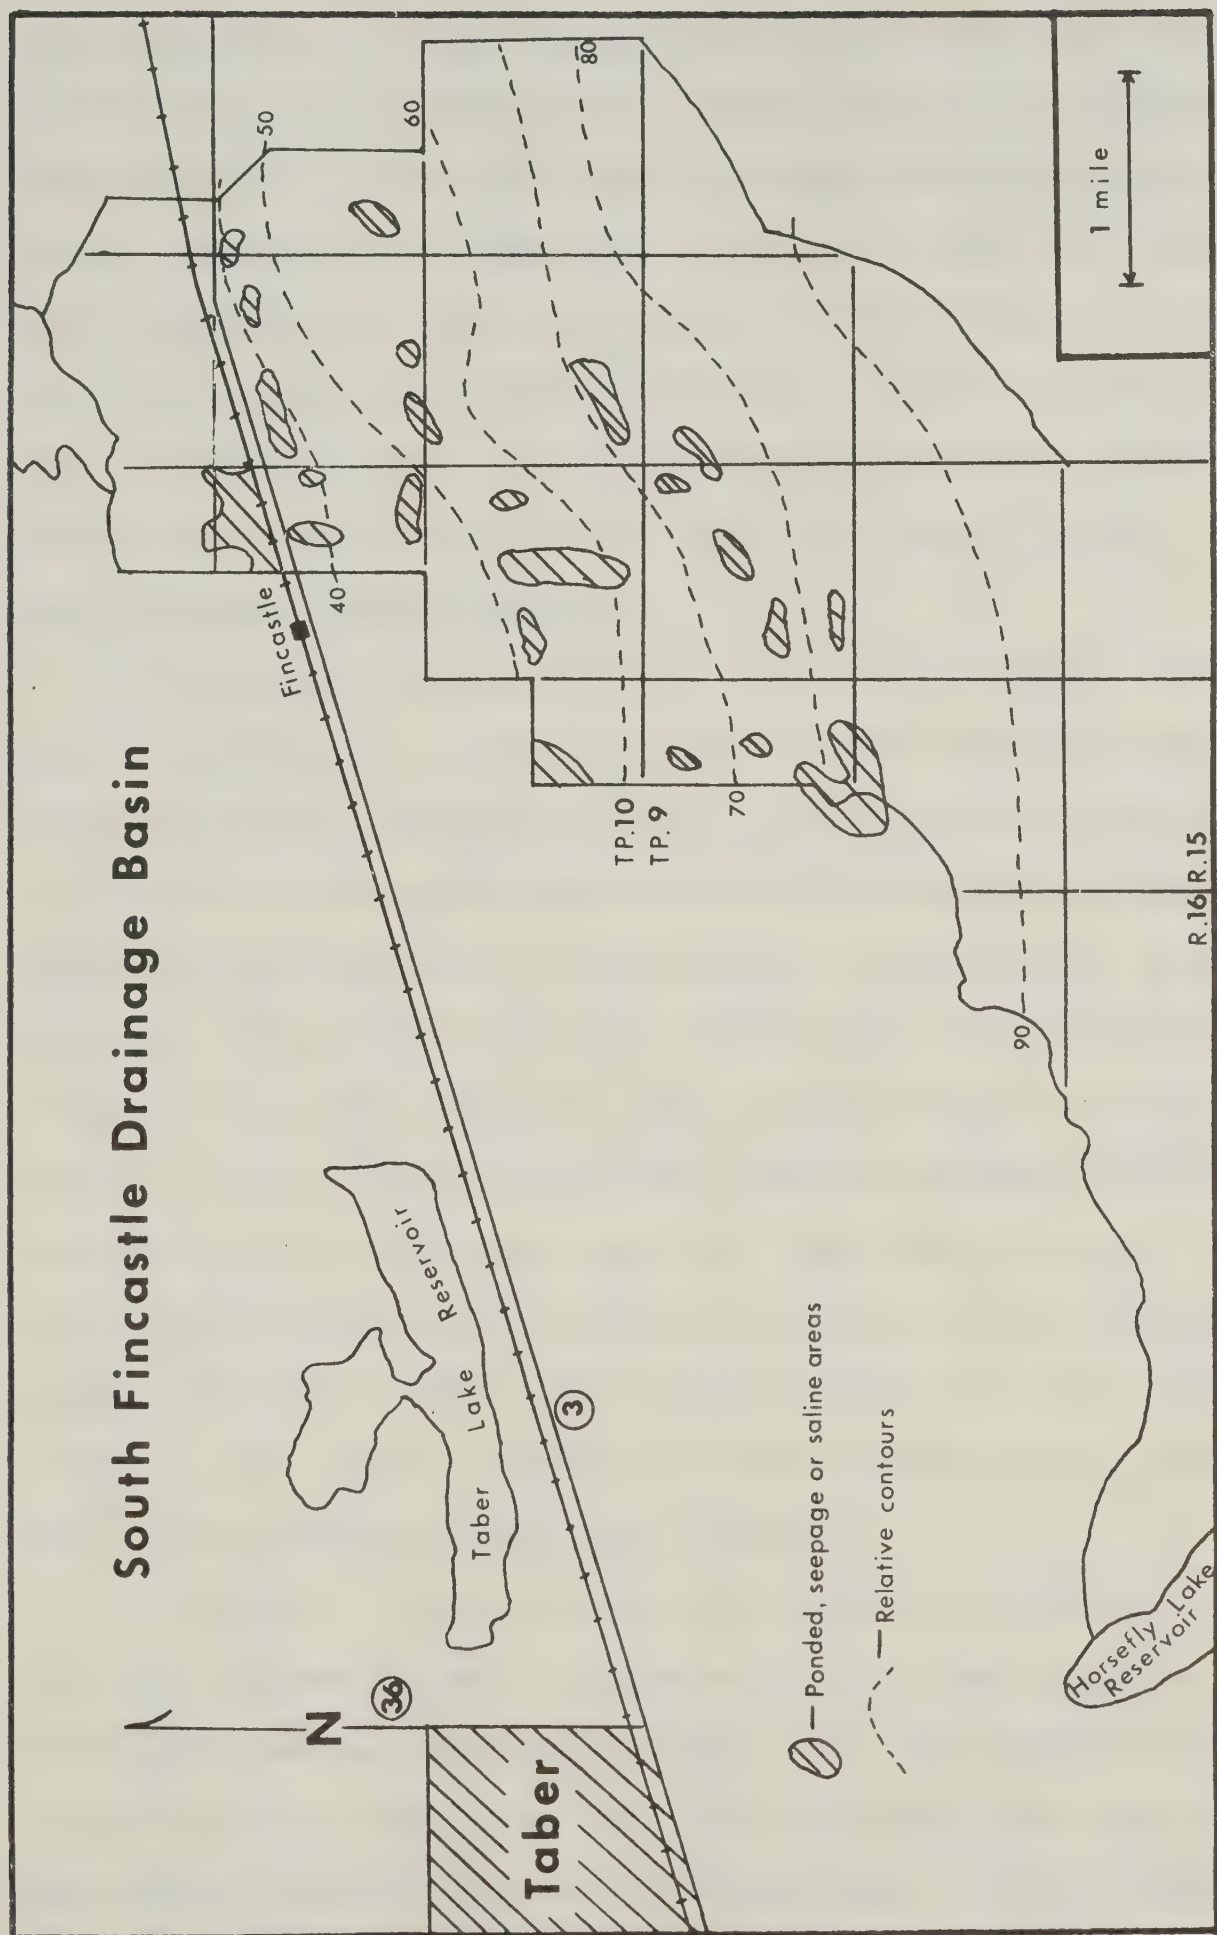 South Fincastle Drainage Basin
50
60
80
Fincastle
40
TP.10
TP. 9
70
90
R.16 R.15
1 mile
Taber Lake Reservoir
3
36
N
Taber
— Ponded, seepage or saline areas
— Relative contours
Horsefly Lake
Reservoir